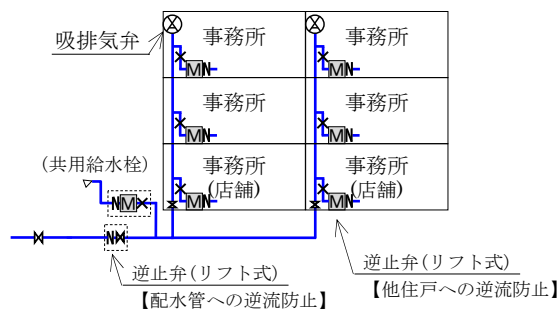 吸排気弁
事務所
事務所
M N
M N
事務所
事務所
M N
M N
(共用給水栓)
事務所
(店舗)
事務所
(店舗)
N M
M N
M N
N
逆止弁(リフト式)
【配水管への逆流防止】
逆止弁(リフト式)
【他住戸への逆流防止】